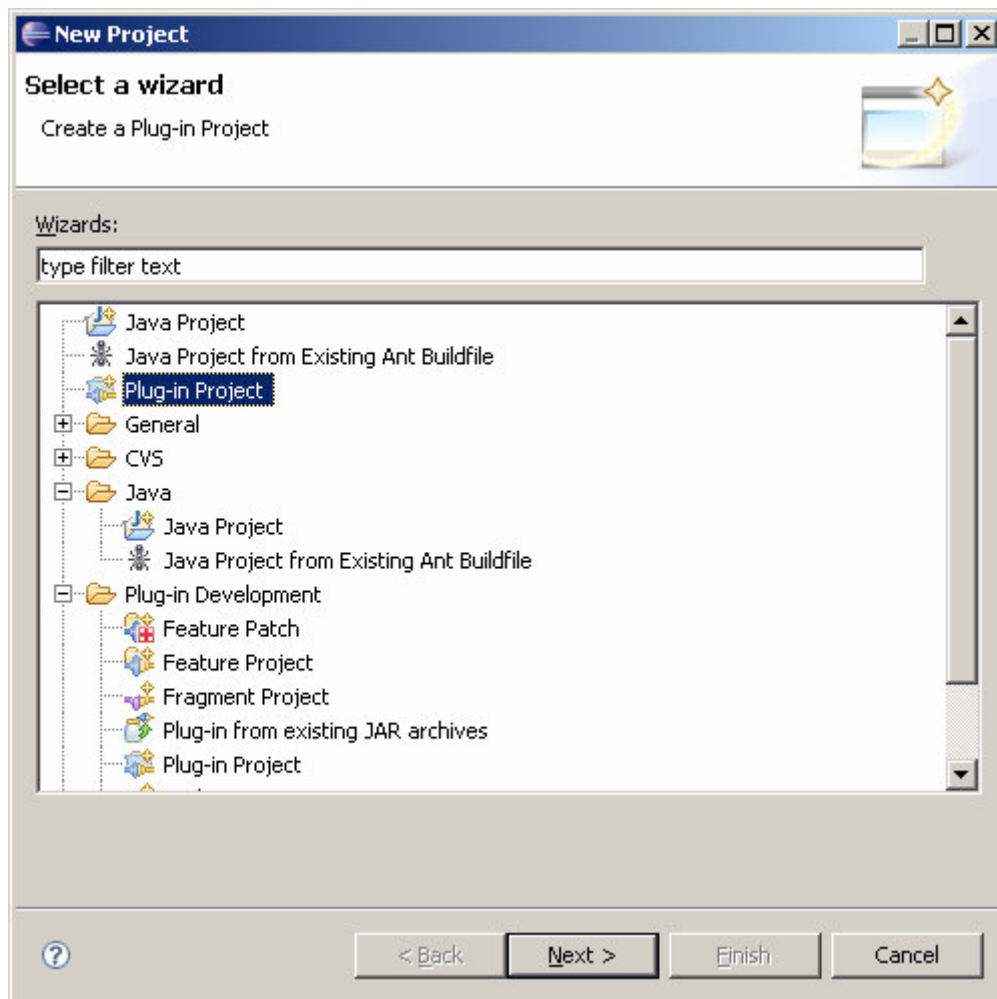 New Project
Select a wizard
Create a Plug-in Project
Wizards:
type filter text
Java Project
Java Project from Existing Ant Buildfile
Plug-in Project
General
CVS
Java
Java Project
Java Project from Existing Ant Buildfile
Plug-in Development
Feature Patch
Feature Project
Fragment Project
Plug-in from existing JAR archives
Plug-in Project
< Back
Next >
Finish
Cancel